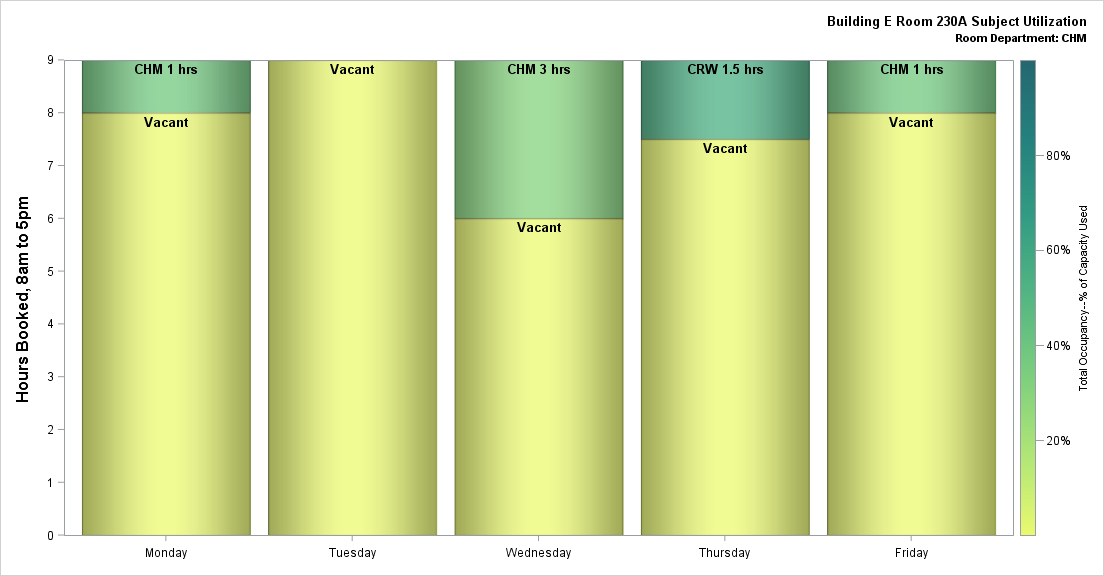 Building E Room 230A Subject Utilization
Room Department: CHM
Hours Booked, 8am to 5pm
9
8
7
6
5
4
3
2
1
0
CHM 1 hrs
Vacant
Vacant
CHM 3 hrs
Vacant
CRW 1.5 hrs
Vacant
CHM 1 hrs
Vacant
Monday
Tuesday
Wednesday
Thursday
Friday
80%
60%
40%
20%
Total Occupancy--% of Capacity Used